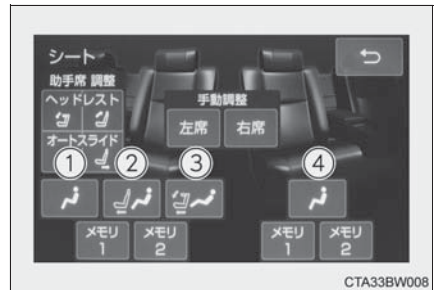 シート
助手席 調整
ヘッドレスト
オートスライド
手動調整
左席
右席
1
2
3
4
メモリ
1
メモリ
2
メモリ
1
メモリ
2
CTA33BW008